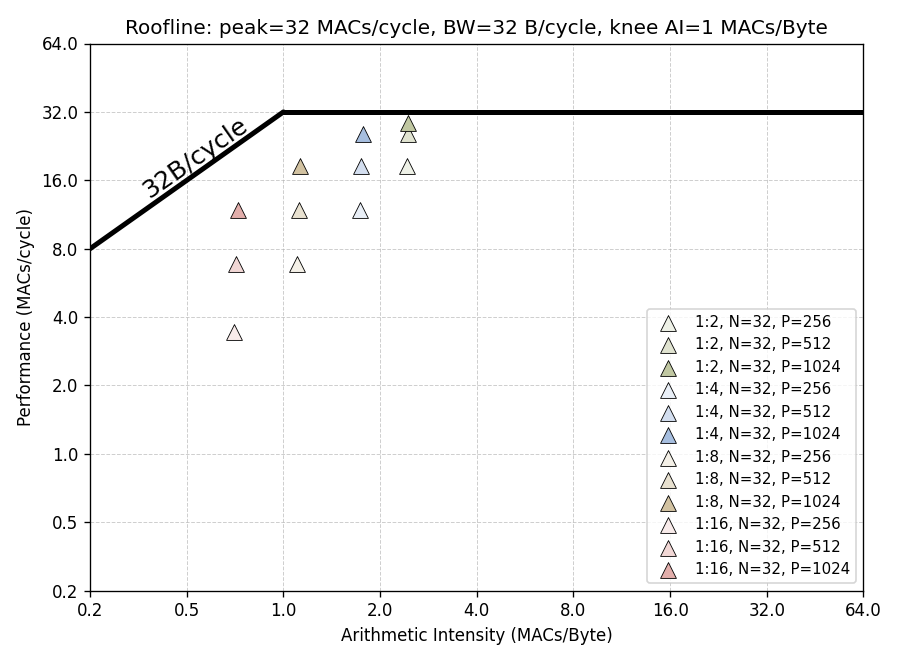 Roofline: peak=32 MACs/cycle, BW=32 B/cycle, knee AI=1 MACs/Byte
64.0
32.0
16.0
8.0
4.0
2.0
1.0
0.5
0.2
Performance (MACs/cycle)
32B/cycle
1:2, N=32, P=256
1:2, N=32, P=512
1:2, N=32, P=1024
1:4, N=32, P=256
1:4, N=32, P=512
1:4, N=32, P=1024
1:8, N=32, P=256
1:8, N=32, P=512
1:8, N=32, P=1024
1:16, N=32, P=256
1:16, N=32, P=512
1:16, N=32, P=1024
0.2 0.5 1.0 2.0 4.0 8.0 16.0 32.0 64.0
Arithmetic Intensity (MACs/Byte)